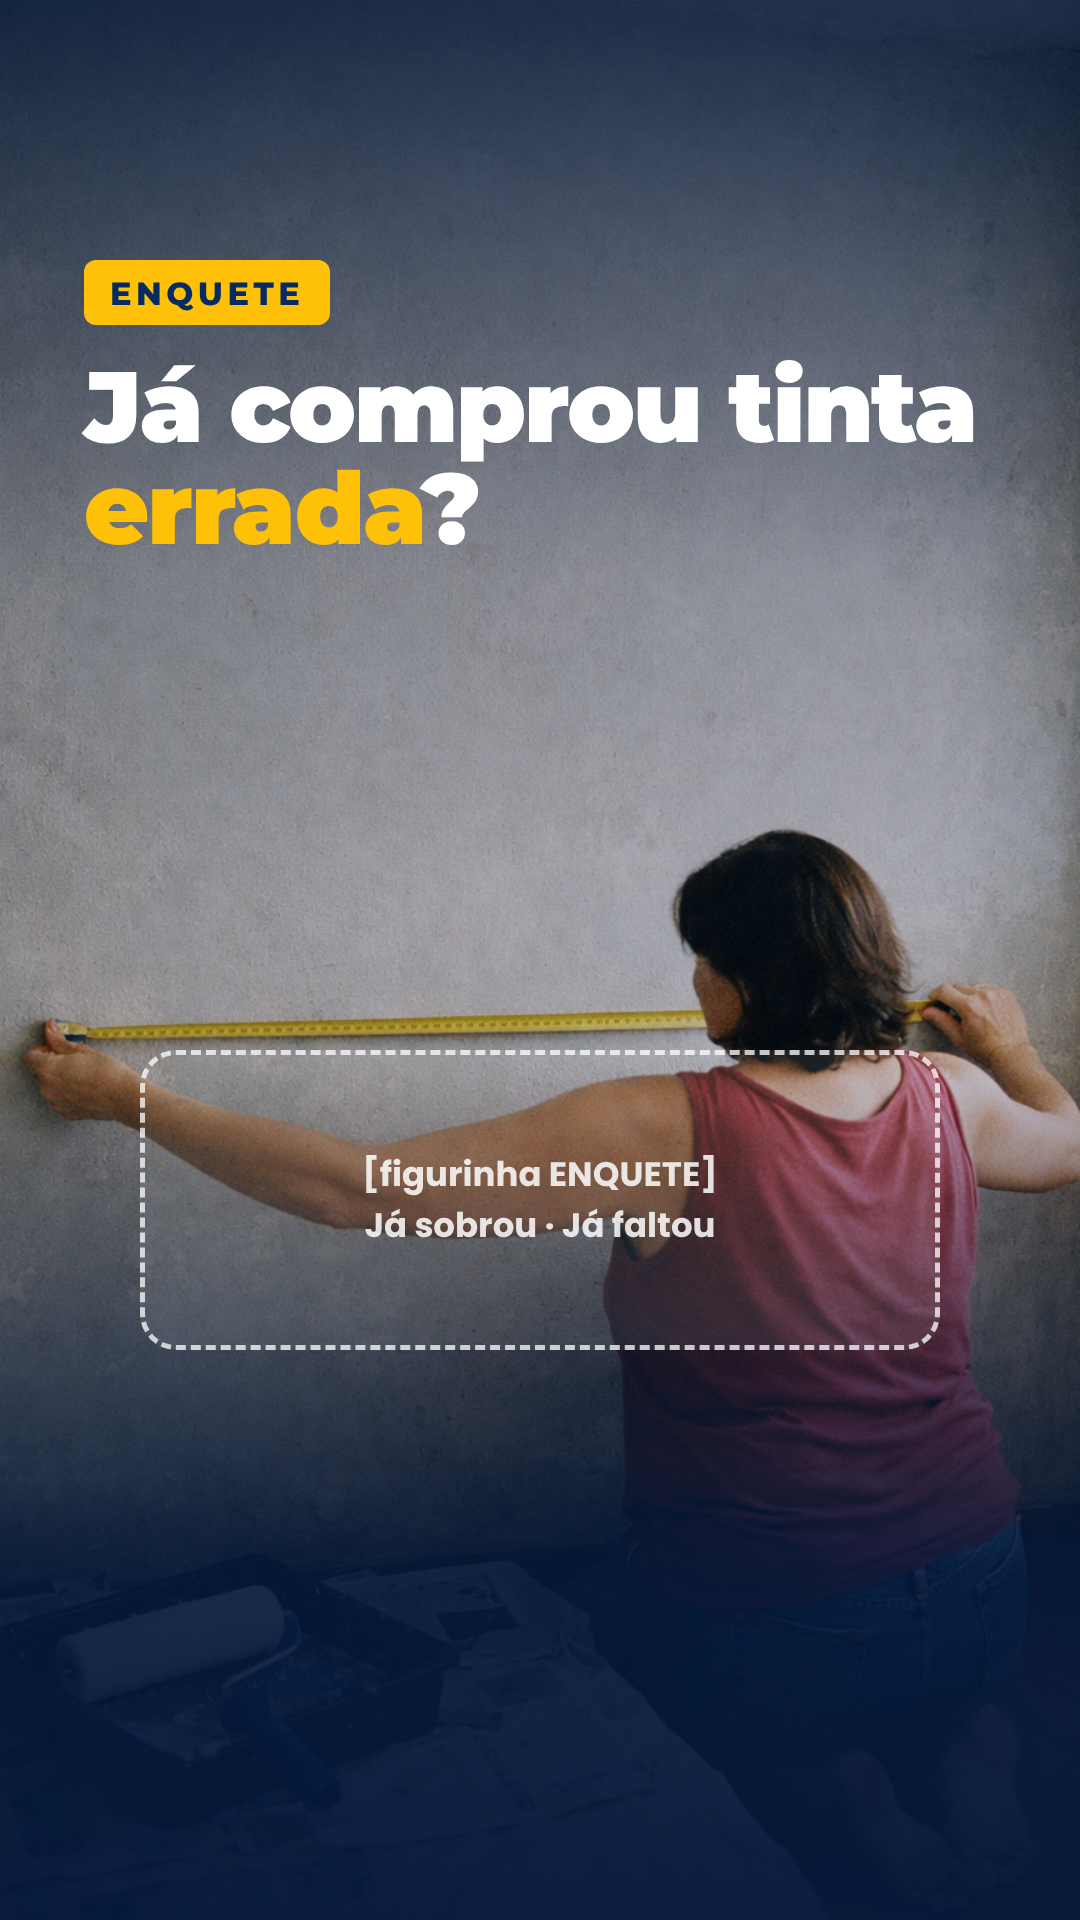 ENQUETE
Já comprou tinta
errada?
[figurinha ENQUETE]
Já sobrou · Já faltou